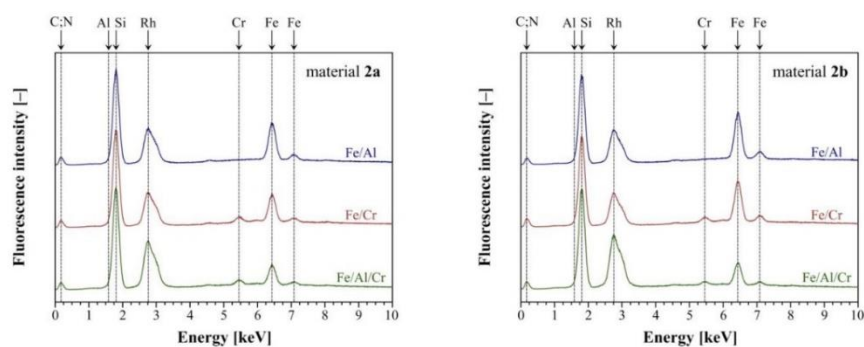 C;N Al Si Rh Cr Fe Fe
material 2a
Fluorescence intensity [–]
Fe/Al
Fe/Cr
Fe/Al/Cr
0 1 2 3 4 5 6 7 8 9 10
Energy [keV]
C;N Al Si Rh Cr Fe Fe
material 2b
Fluorescence intensity [–]
Fe/Al
Fe/Cr
Fe/Al/Cr
0 1 2 3 4 5 6 7 8 9 10
Energy [keV]